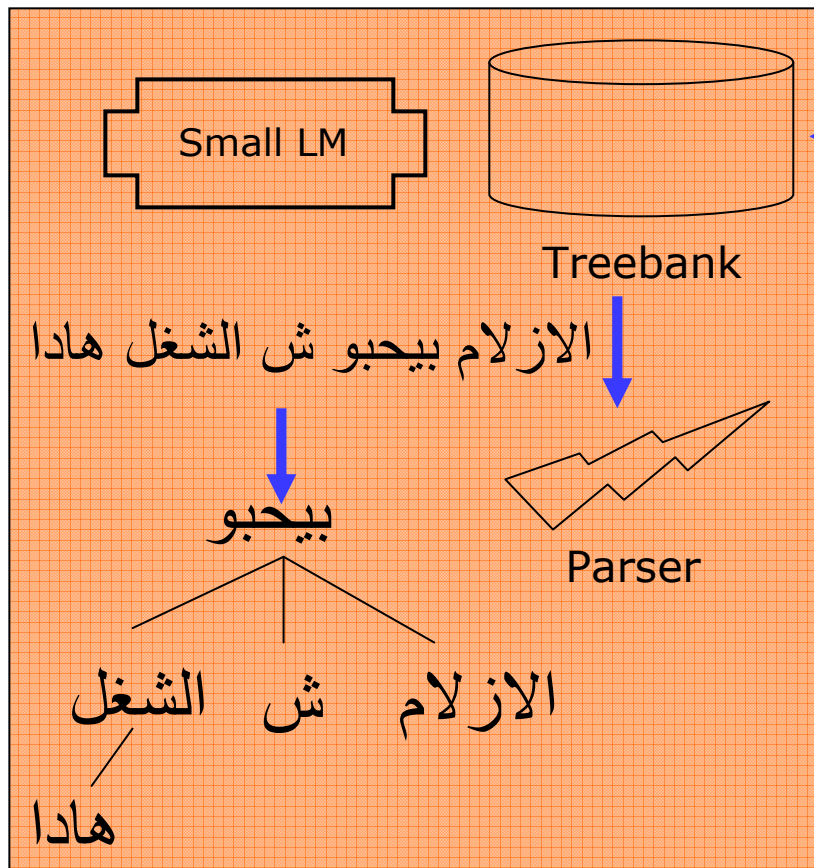 Small LM
Treebank
الازلام بيحبو ش الشغل هادا
بيحبو
Parser
الازلام ش الشغل
هادا